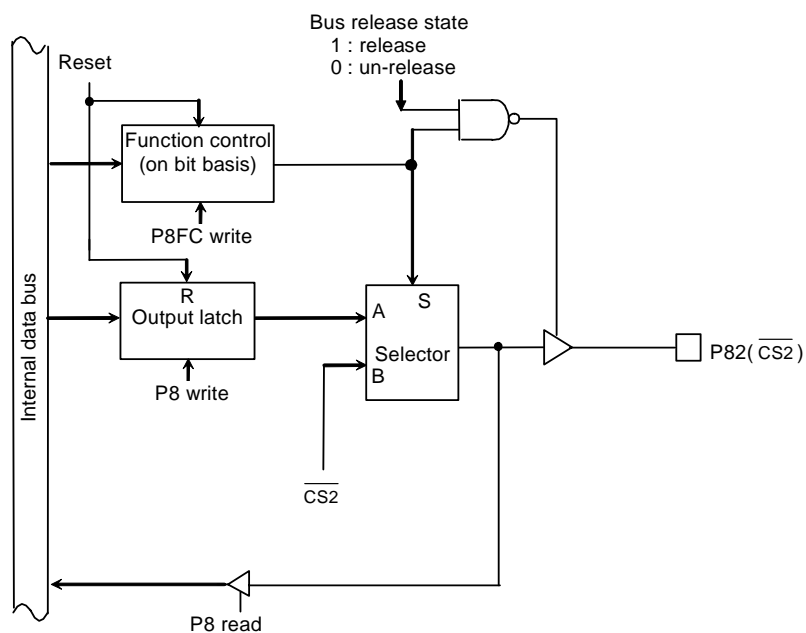 Bus release state
1 : release
0 : un-release
Reset
Function control
(on bit basis)
P8FC write
R
Output latch
P8 write
A
S
Selector
B
P82( CS2 )
CS2
Internal data bus
P8 read